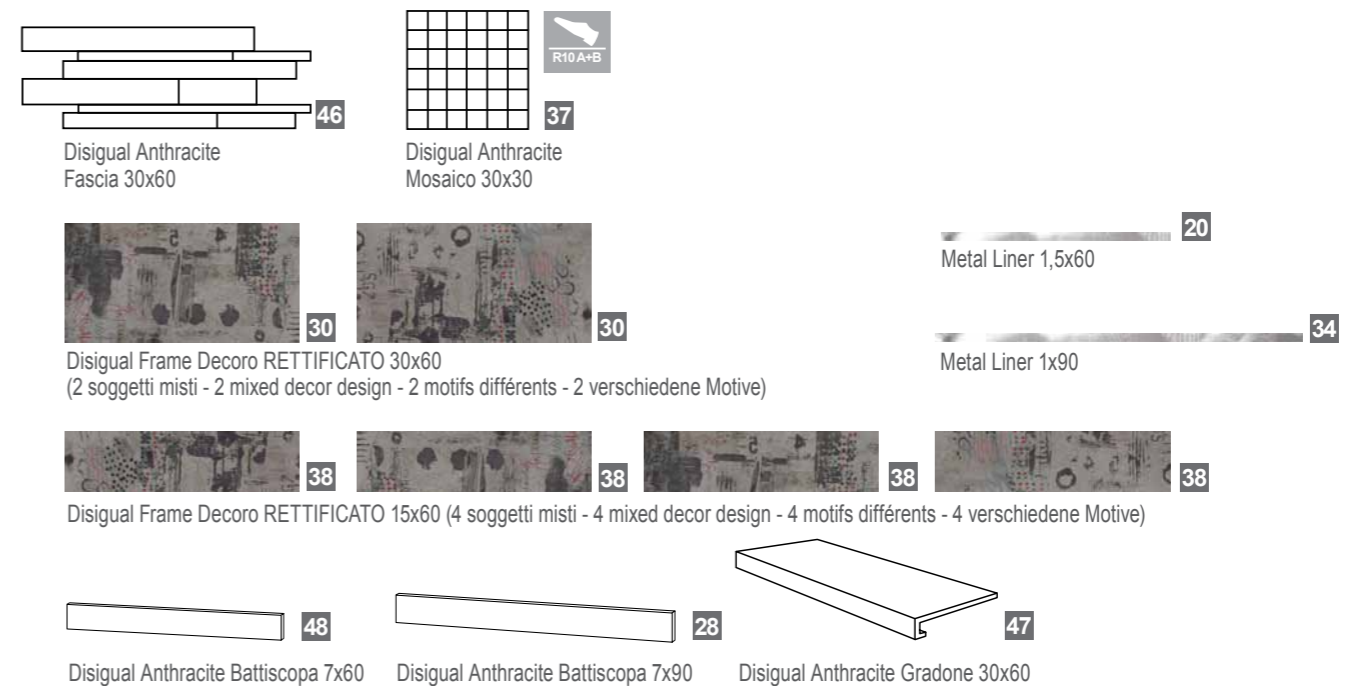 R10 A+B
46
37
Disigual Anthracite
Fascia 30x60
Disigual Anthracite
Mosaico 30x30
20
Metal Liner 1,5x60
30
30
34
Metal Liner 1x90
Disigual Frame Decoro RETTIFICATO 30x60
(2 soggetti misti - 2 mixed decor design - 2 motifs différents - 2 verschiedene Motive)
38
38
38
38
Disigual Frame Decoro RETTIFICATO 15x60 (4 soggetti misti - 4 mixed decor design - 4 motifs différents - 4 verschiedene Motive)
48
28
47
Disigual Anthracite Battiscopa 7x60
Disigual Anthracite Battiscopa 7x90
Disigual Anthracite Gradone 30x60